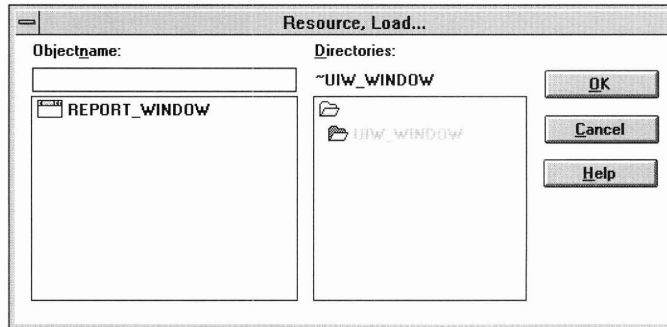 Resource, Load...
Objectname:
Directories:
~UIW_WINDOW
REPORT_WINDOW
UIW_WINDOW
OK
Cancel
Help